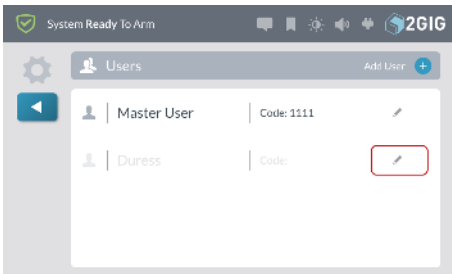 System Ready To Arm
2GIG
Users
Add User
Master User
Code: 1111
Duress
Code: